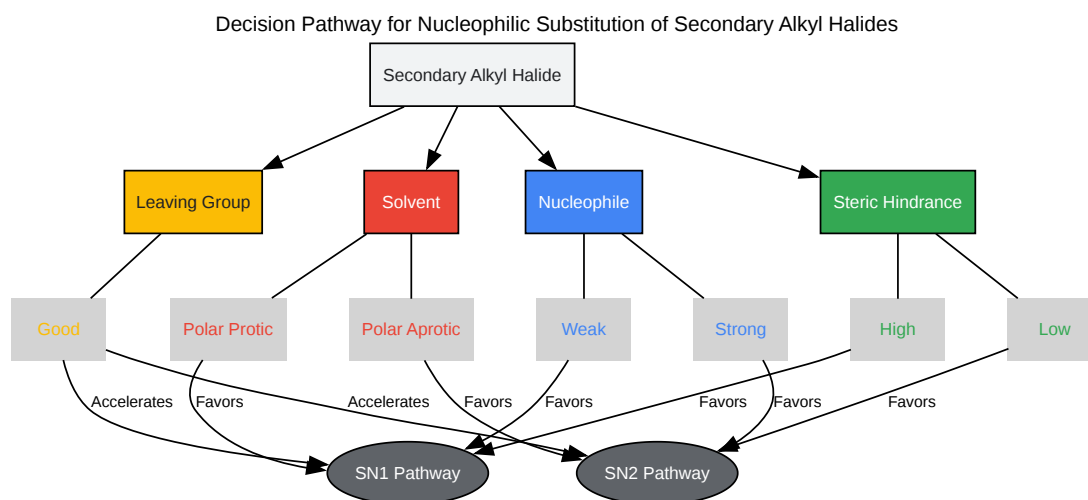 Decision Pathway for Nucleophilic Substitution of Secondary Alkyl Halides
Secondary Alkyl Halide
Leaving Group
Solvent
Nucleophile
Steric Hindrance
Good
Polar Protic
Polar Aprotic
Weak
Strong
High
Low
Accelerates
Favors
Accelerates
Favors
Favors
Favors
Favors
Favors
SN1 Pathway
SN2 Pathway